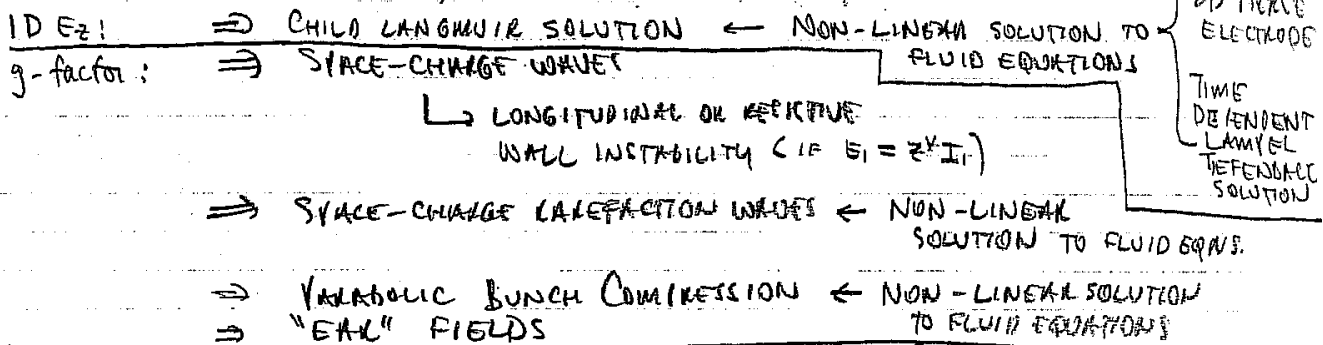 1D Ez: ⇒ CHILD LANGMUIR SOLUTION ← NON-LINEAR SOLUTION TO FLUID EQUATIONS
ELECTRODE
TIME DEPENDENT LAMPEL TIEFENBACK SOLUTION
g-factor: ⇒ SPACE-CHARGE WAVES
↳ LONGITUDINAL OR RESISTIVE
WALL INSTABILITY (IF E₁ = Z* I₁)
⇒ SPACE-CHARGE RAREFACTION WAVES ← NON-LINEAR
SOLUTION TO FLUID EQNS.
⇒ PARABOLIC BUNCH COMPRESSION ← NON-LINEAR SOLUTION
⇒ "EAR" FIELDS TO FLUID EQUATIONS